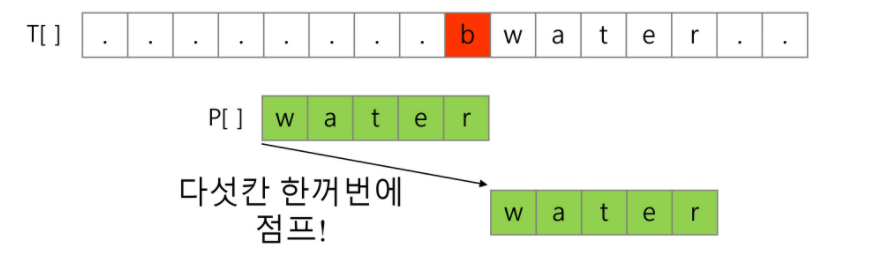 T[ ] . . . . . . . . b w a t e r . .
P[ ] w a t e r
다섯칸 한꺼번에
점프!
w a t e r